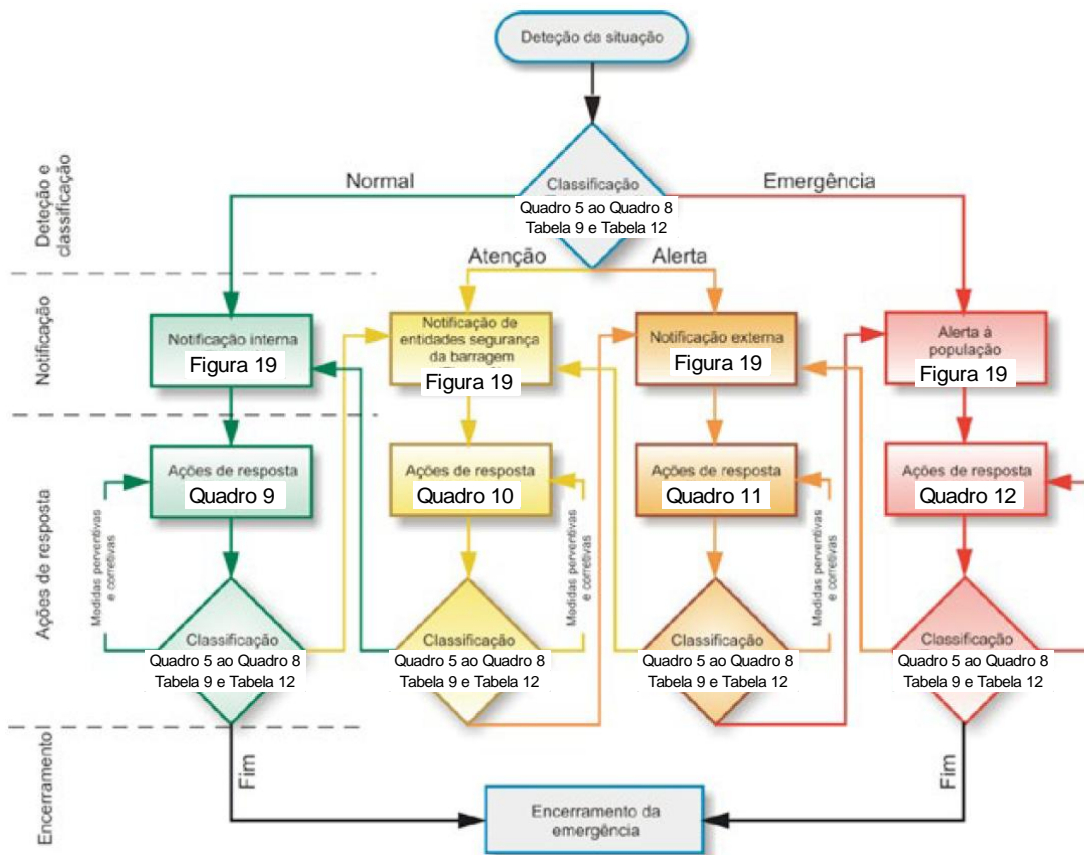 Deteção da situação
Deteção e
classificação
Normal
Classificação
Quadro 5 ao Quadro 8
Tabela 9 e Tabela 12
Emergência
Atenção
Alerta
Notificação
Notificação interna
Figura 19
Notificação de
entidades segurança
da barragem
Figura 19
Notificação externa
Figura 19
Alerta à
população
Figura 19
Ações de resposta
Ações de resposta
Quadro 9
Ações de resposta
Quadro 10
Ações de resposta
Quadro 11
Ações de resposta
Quadro 12
Medidas perventivas
e corretivas
Medidas perventivas
e corretivas
Medidas perventivas
e corretivas
Classificação
Quadro 5 ao Quadro 8
Tabela 9 e Tabela 12
Classificação
Quadro 5 ao Quadro 8
Tabela 9 e Tabela 12
Classificação
Quadro 5 ao Quadro 8
Tabela 9 e Tabela 12
Classificação
Quadro 5 ao Quadro 8
Tabela 9 e Tabela 12
Encerramento
Fim
Fim
Encerramento da
emergência